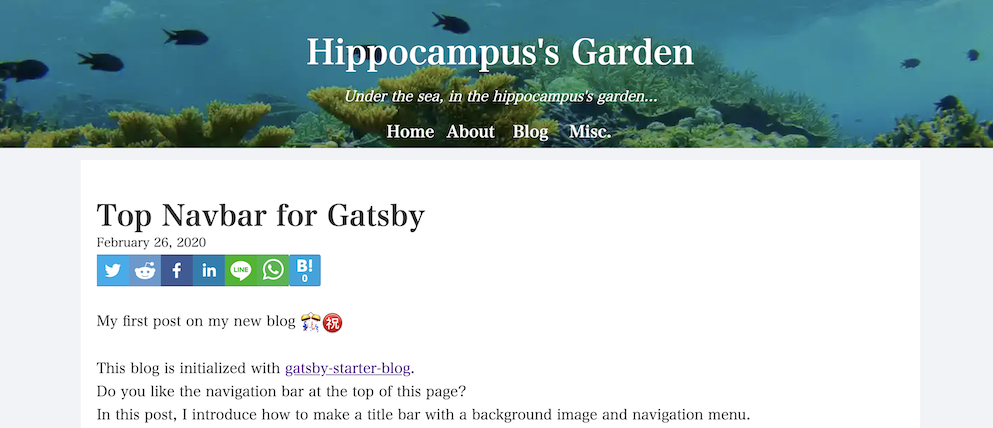 Hippocampus's Garden
Under the sea, in the hippocampus's garden...
Home About Blog Misc.
Top Navbar for Gatsby
February 26, 2020
in LINE B! 0
My first post on my new blog 🎊㊗️
This blog is initialized with gatsby-starter-blog.
Do you like the navigation bar at the top of this page?
In this post, I introduce how to make a title bar with a background image and navigation menu.